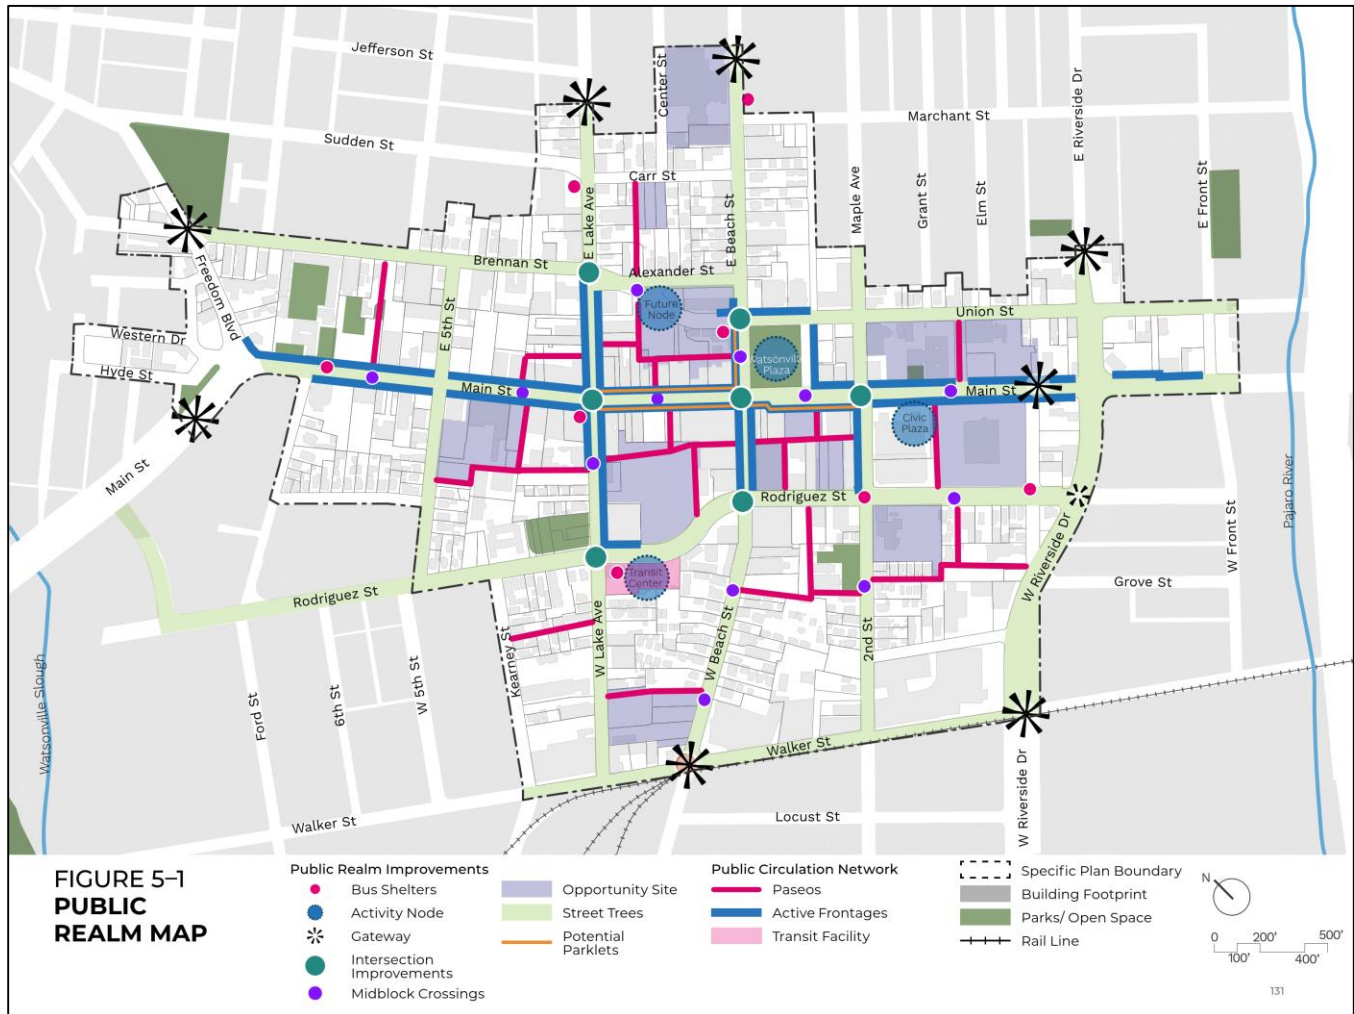 Jefferson St
Center St
Marchant St
E Riverside Dr
Sudden St
Carr St
E Lake Ave
E Beach St
Maple Ave
Grant St
Elm St
E Front St
Brennan St
Alexander St
Freedom Blvd
E 5th St
Future
Node
Union St
Western Dr
Hyde St
Watsonville
Plaza
Main St
Main St
Civic
Plaza
Main St
Rodriguez St
Pajaro River
W Riverside Dr
W Front St
Transit
Center
Grove St
Rodriguez St
Kearney St
W Lake Ave
W Beach St
2nd St
Watsonville Slough
Ford St
6th St
W 5th St
Walker St
W Riverside Dr
Walker St
Locust St
FIGURE 5–1
PUBLIC
REALM MAP
Public Realm Improvements
Bus Shelters
Activity Node
Gateway
Intersection
Improvements
Midblock Crossings
Opportunity Site
Street Trees
Potential
Parklets
Public Circulation Network
Paseos
Active Frontages
Transit Facility
Specific Plan Boundary
Building Footprint
Parks/ Open Space
Rail Line
N
0 200' 500'
100' 400'
131